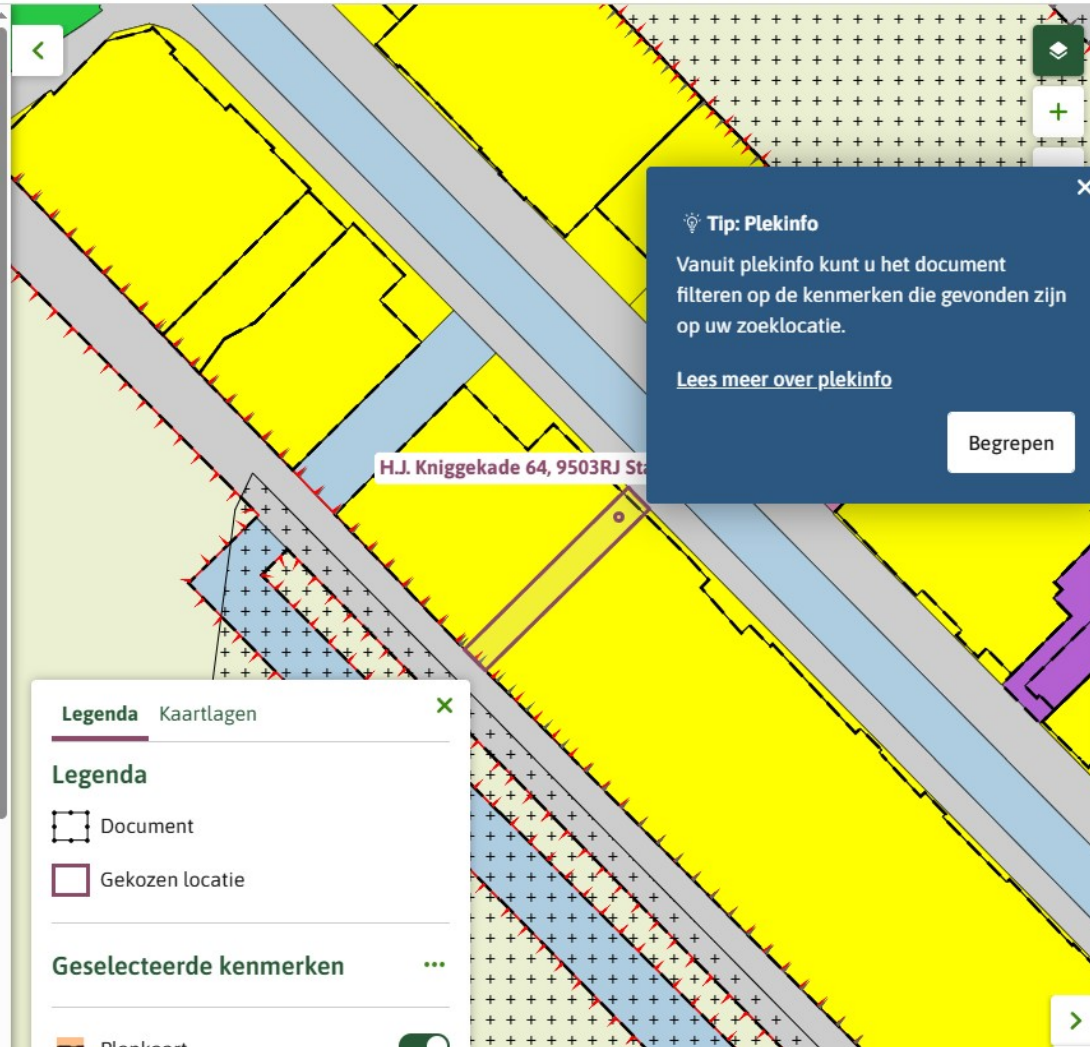 Tip: Plekinfo
Vanuit plekinfo kunt u het document
filteren op de kenmerken die gevonden zijn
op uw zoeklocatie.
Lees meer over plekinfo
Begrepen
H.J. Kniggekade 64, 9503RJ
Legenda Kaartlagen
Legenda
Document
Gekozen locatie
Geselecteerde kenmerken
Plankaart